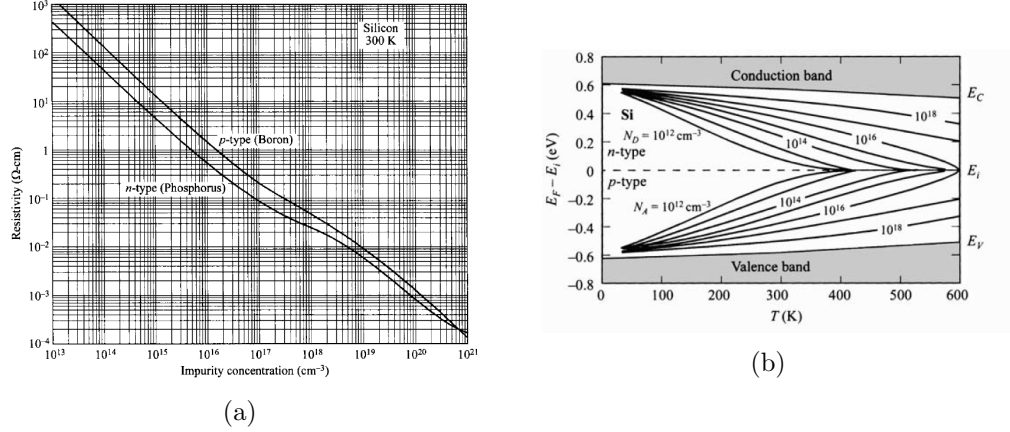 10³
10²
10¹
1
10⁻¹
10⁻²
10⁻³
10⁻⁴
Resistivity (Ω-cm)
Silicon
300 K
p-type (Boron)
n-type (Phosphorus)
10¹³ 10¹⁴ 10¹⁵ 10¹⁶ 10¹⁷ 10¹⁸ 10¹⁹ 10²⁰ 10²¹
Impurity concentration (cm⁻³)
(a)
0.8
0.6
0.4
0.2
0
−0.2
−0.4
−0.6
−0.8
E_F − E_i (eV)
Conduction band
E_C
Si
10¹⁸
N_D = 10¹² cm⁻³
10¹⁴
10¹⁶
n-type
E_i
p-type
N_A = 10¹² cm⁻³
10¹⁴
10¹⁶
10¹⁸
E_V
Valence band
0 100 200 300 400 500 600
T (K)
(b)